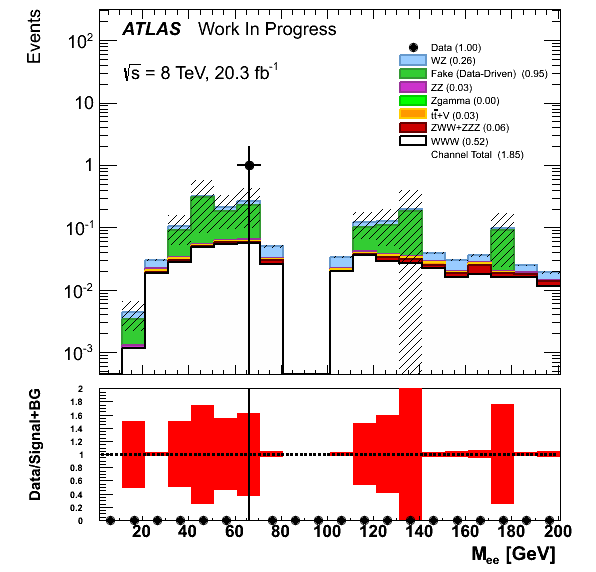 Events
ATLAS Work In Progress
√s = 8 TeV, 20.3 fb⁻¹
Data (1.00)
WZ (0.26)
Fake (Data-Driven) (0.95)
ZZ (0.03)
Zgamma (0.00)
tt̄+V (0.03)
ZWW+ZZZ (0.06)
WWW (0.52)
Channel Total (1.85)
10²
10
1
10⁻¹
10⁻²
10⁻³
Data/Signal+BG
2
1.8
1.6
1.4
1.2
1
0.8
0.6
0.4
0.2
0
20 40 60 80 100 120 140 160 180 200
M_ee [GeV]